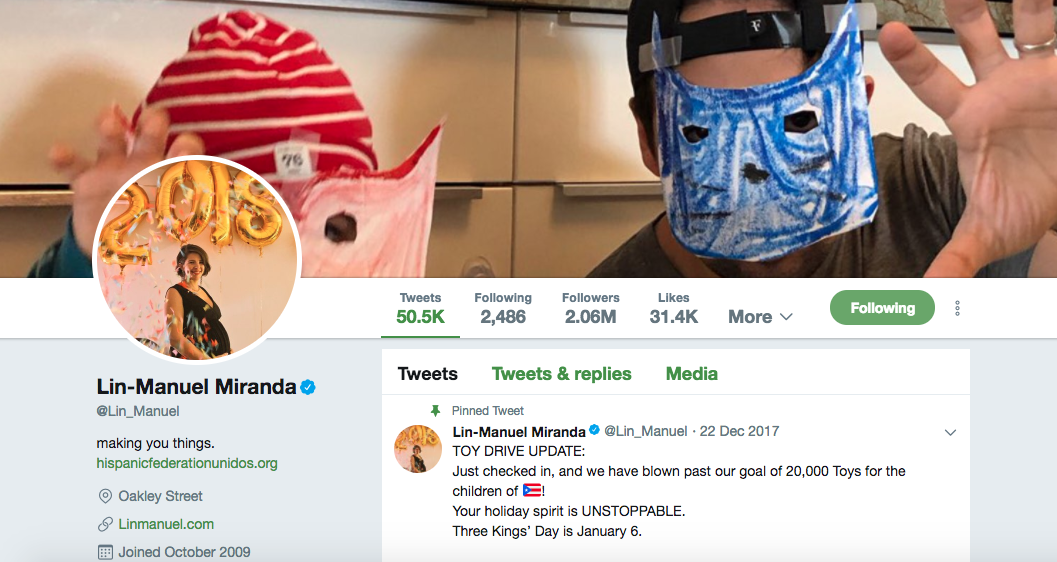 F
76
2018
Tweets Following Followers Likes
50.5K 2,486 2.06M 31.4K More
Following
Lin-Manuel Miranda
@Lin_Manuel
making you things.
hispanicfederationunidos.org
Oakley Street
Linmanuel.com
Joined October 2009
Tweets Tweets & replies Media
Pinned Tweet
Lin-Manuel Miranda @Lin_Manuel · 22 Dec 2017
TOY DRIVE UPDATE:
Just checked in, and we have blown past our goal of 20,000 Toys for the
children of 🇵🇷!
Your holiday spirit is UNSTOPPABLE.
Three Kings’ Day is January 6.